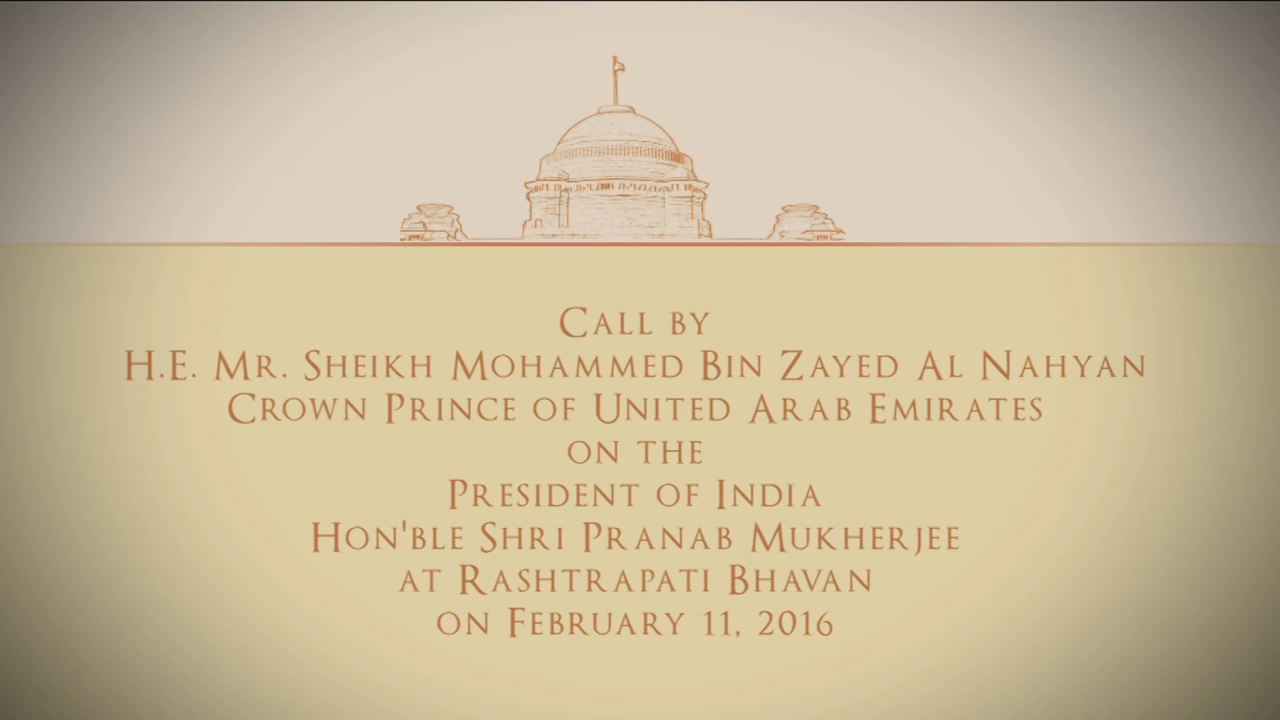 Call by
H.E. Mr. Sheikh Mohammed Bin Zayed Al Nahyan
Crown Prince of United Arab Emirates
on the
President of India
Hon'ble Shri Pranab Mukherjee
at Rashtrapati Bhavan
on February 11, 2016